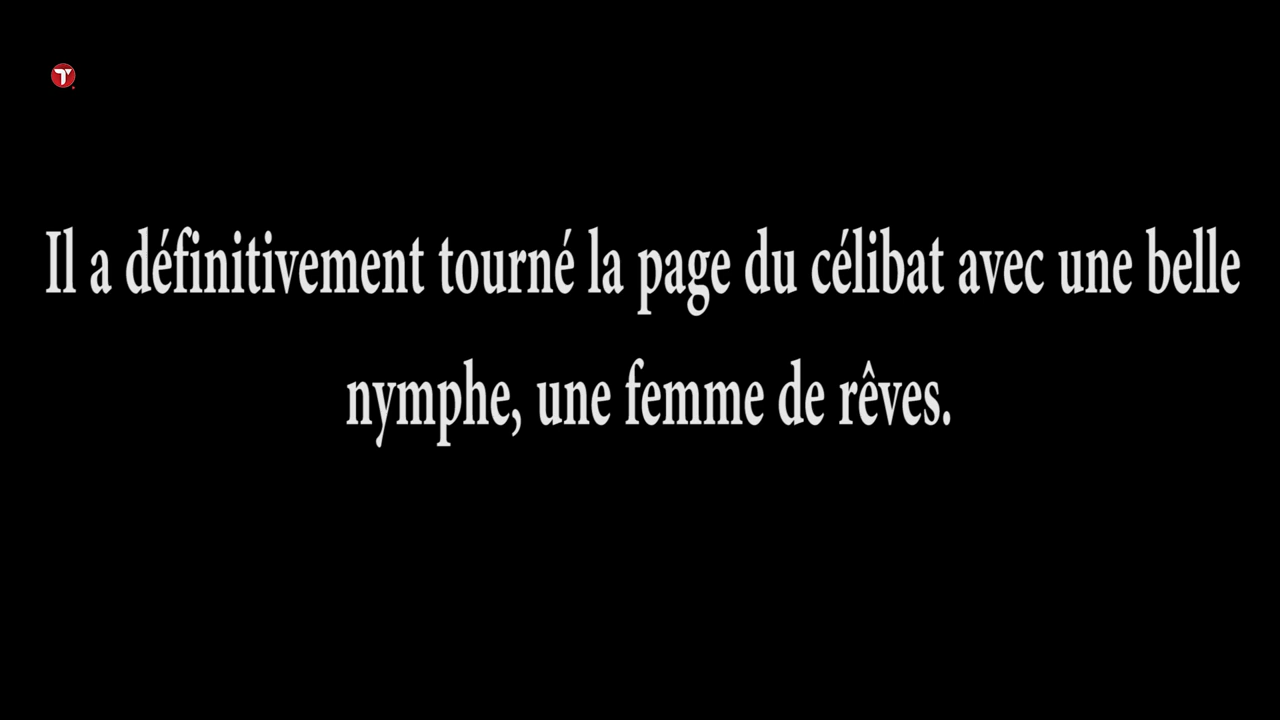 T
Il a définitivement tourné la page du célibat avec une belle
nymphe, une femme de rêves.